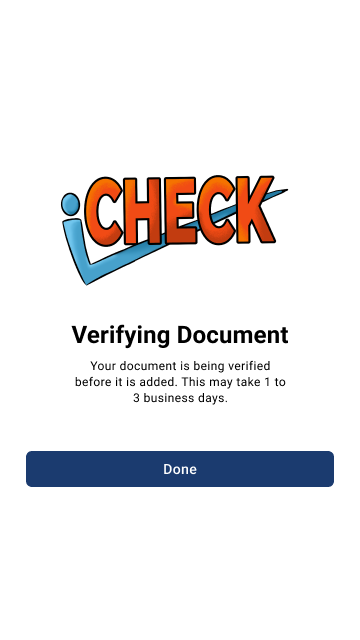 iCHECK
Verifying Document
Your document is being verified
before it is added. This may take 1 to
3 business days.
Done